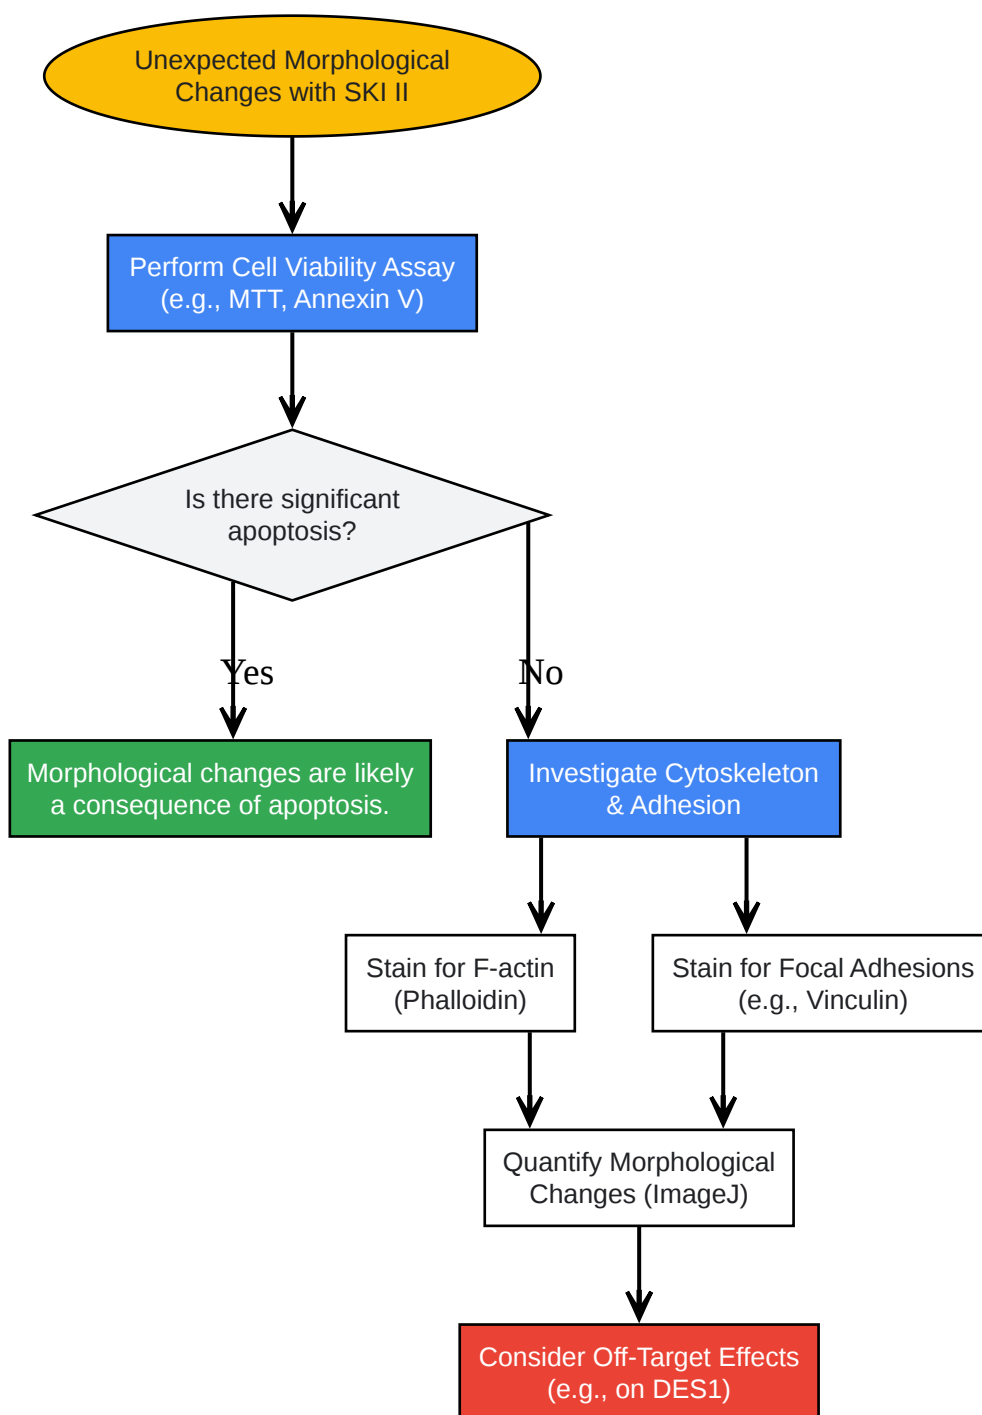 Unexpected Morphological
Changes with SKI II
Perform Cell Viability Assay
(e.g., MTT, Annexin V)
Is there significant
apoptosis?
Yes
No
Morphological changes are likely
a consequence of apoptosis.
Investigate Cytoskeleton
& Adhesion
Stain for F-actin
(Phalloidin)
Stain for Focal Adhesions
(e.g., Vinculin)
Quantify Morphological
Changes (ImageJ)
Consider Off-Target Effects
(e.g., on DES1)